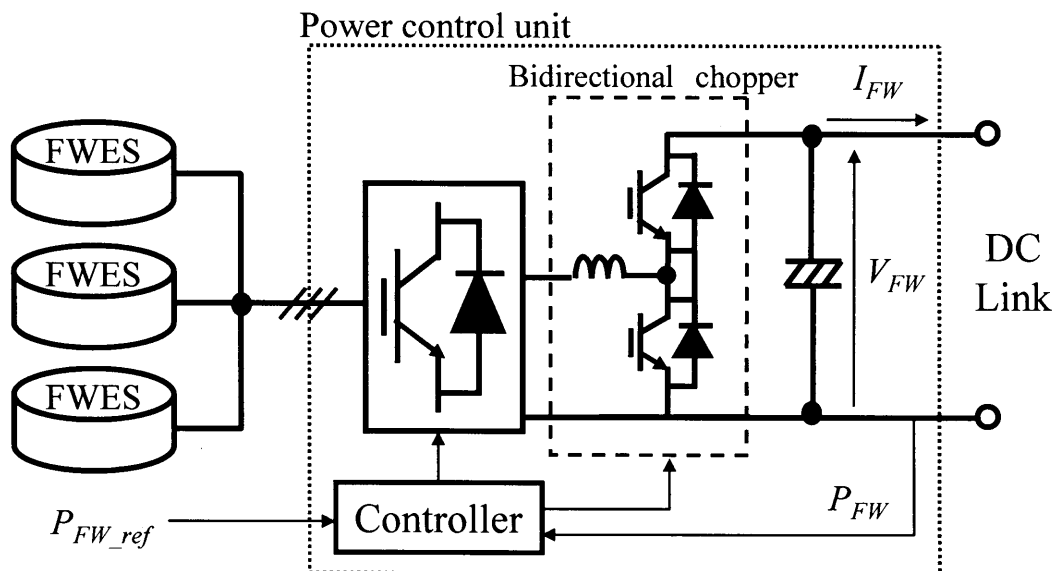 Power control unit
Bidirectional chopper
I_FW
FWES
FWES
FWES
V_FW
DC
Link
P_FW
P_FW_ref
Controller